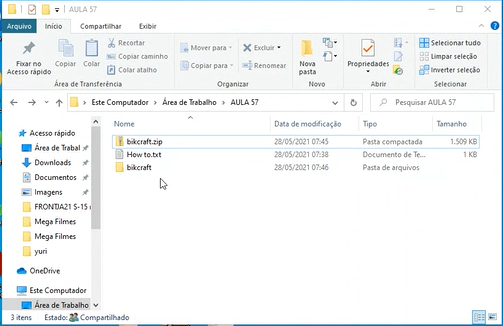 AULA 57
Arquivo Início Compartilhar Exibir
Fixar no Acesso rápido
Copiar
Colar
Recortar
Copiar caminho
Colar atalho
Área de Transferência
Mover para
Copiar para
Excluir
Renomear
Organizar
Nova pasta
Novo
Propriedades
Abrir
Selecionar tudo
Limpar seleção
Inverter seleção
Selecionar
Este Computador > Área de Trabalho > AULA 57
Pesquisar AULA 57
Nome Data de modificação Tipo Tamanho
bikcraft.zip 28/05/2021 07:45 Pasta compactada 1.509 KB
How to.txt 28/05/2021 07:38 Documento de Te... 1 KB
bikcraft 28/05/2021 07:46 Pasta de arquivos
Acesso rápido
Área de Trabal
Downloads
Documentos
Imagens
FRONTJA21 S-15 (
Mega Filmes
Mega Filmes
yuri
OneDrive
Este Computador
Área de Trabalho
3 itens Estado: Compartilhado